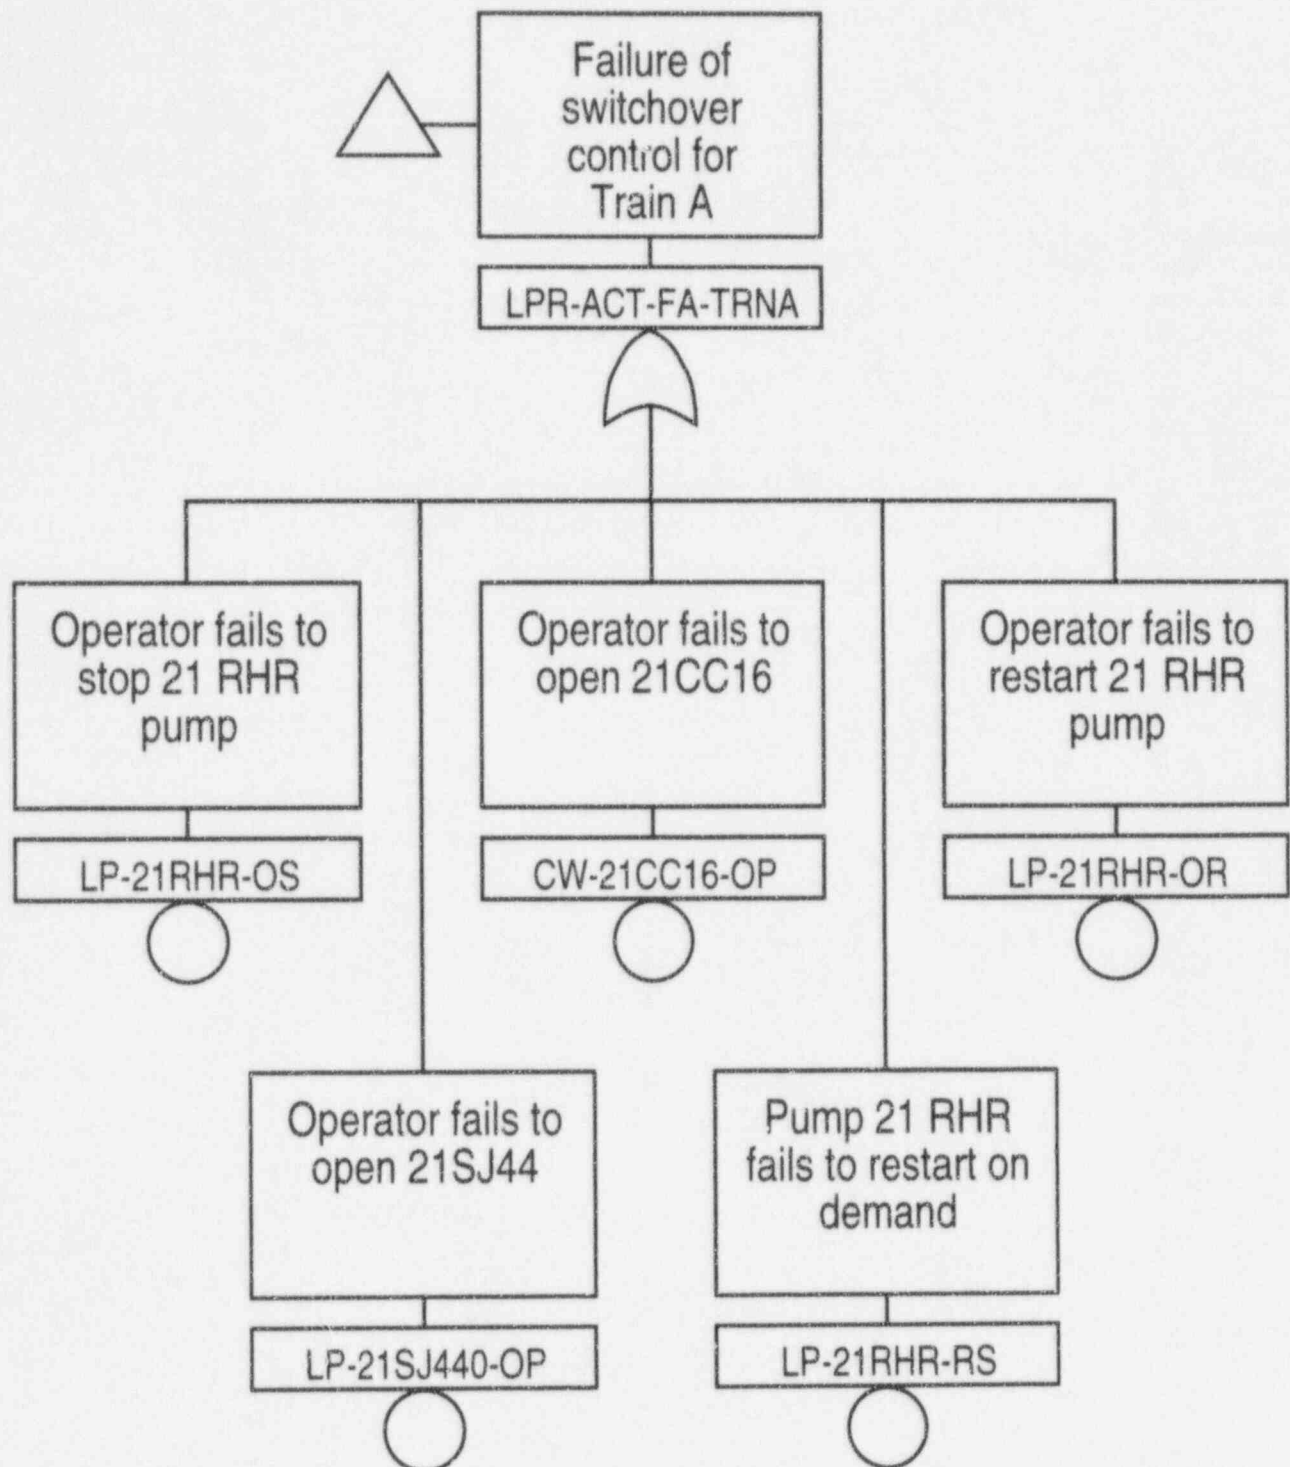 Failure of
switchover
control for
Train A
LPR-ACT-FA-TRNA
Operator fails to
stop 21 RHR
pump
LP-21RHR-OS
Operator fails to
open 21CC16
CW-21CC16-OP
Operator fails to
restart 21 RHR
pump
LP-21RHR-OR
Operator fails to
open 21SJ44
LP-21SJ440-OP
Pump 21 RHR
fails to restart on
demand
LP-21RHR-RS